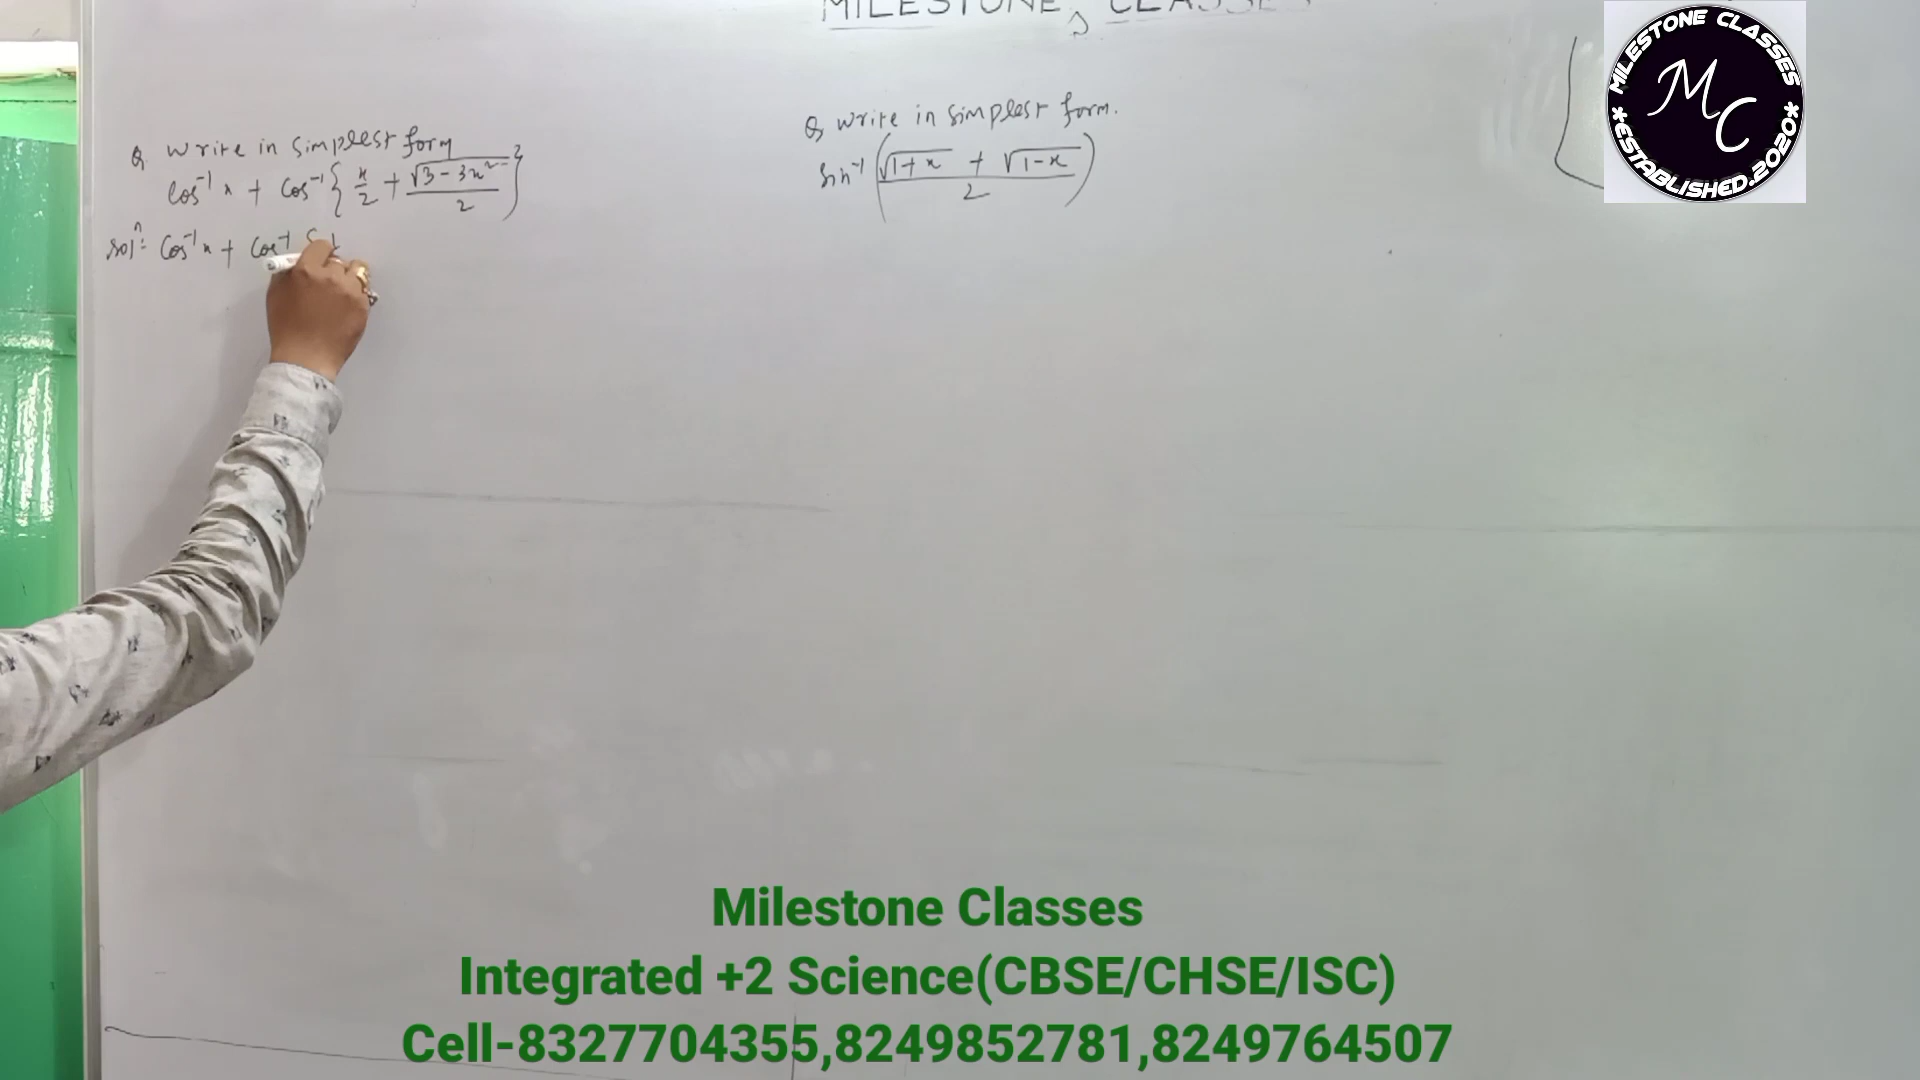 MILESTONE CLASSES
MILESTONE CLASSES
MC
*ESTABLISHED.2020*
Q Write in simplest form
Cos⁻¹ x + Cos⁻¹ { x/2 + √(3-3x²)/2 }
Solⁿ: Cos⁻¹ x + Cos⁻¹ {
Q Write in simplest form.
Sin⁻¹ ( (√(1+x) + √(1-x))/2 )
Milestone Classes
Integrated +2 Science(CBSE/CHSE/ISC)
Cell-8327704355,8249852781,8249764507